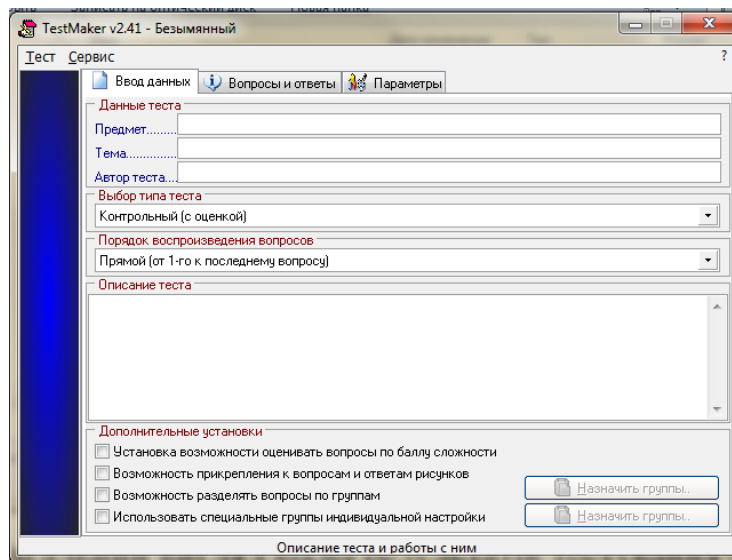 TestMaker v2.41 - Безымянный
Тест Сервис ?
Ввод данных Вопросы и ответы Параметры
Данные теста
Предмет.........
Тема..............
Автор теста....
Выбор типа теста
Контрольный (с оценкой)
Порядок воспроизведения вопросов
Прямой (от 1-го к последнему вопросу)
Описание теста
Дополнительные установки
Установка возможности оценивать вопросы по баллу сложности
Возможность прикрепления к вопросам и ответам рисунков
Возможность разделять вопросы по группам
Назначить группы..
Использовать специальные группы индивидуальной настройки
Назначить группы..
Описание теста и работы с ним